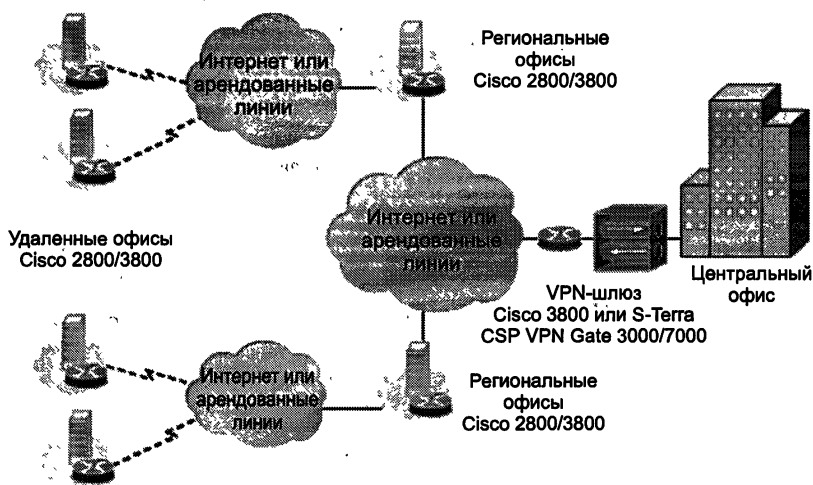 Интернет или
арендованные
линии
Региональные
офисы
Cisco 2800/3800
Интернет или
арендованные
линии
Удаленные офисы
Cisco 2800/3800
Центральный
офис
VPN-шлюз
Cisco 3800 или S-Terra
CSP VPN Gate 3000/7000
Интернет или
арендованные
линии
Региональные
офисы
Cisco 2800/3800